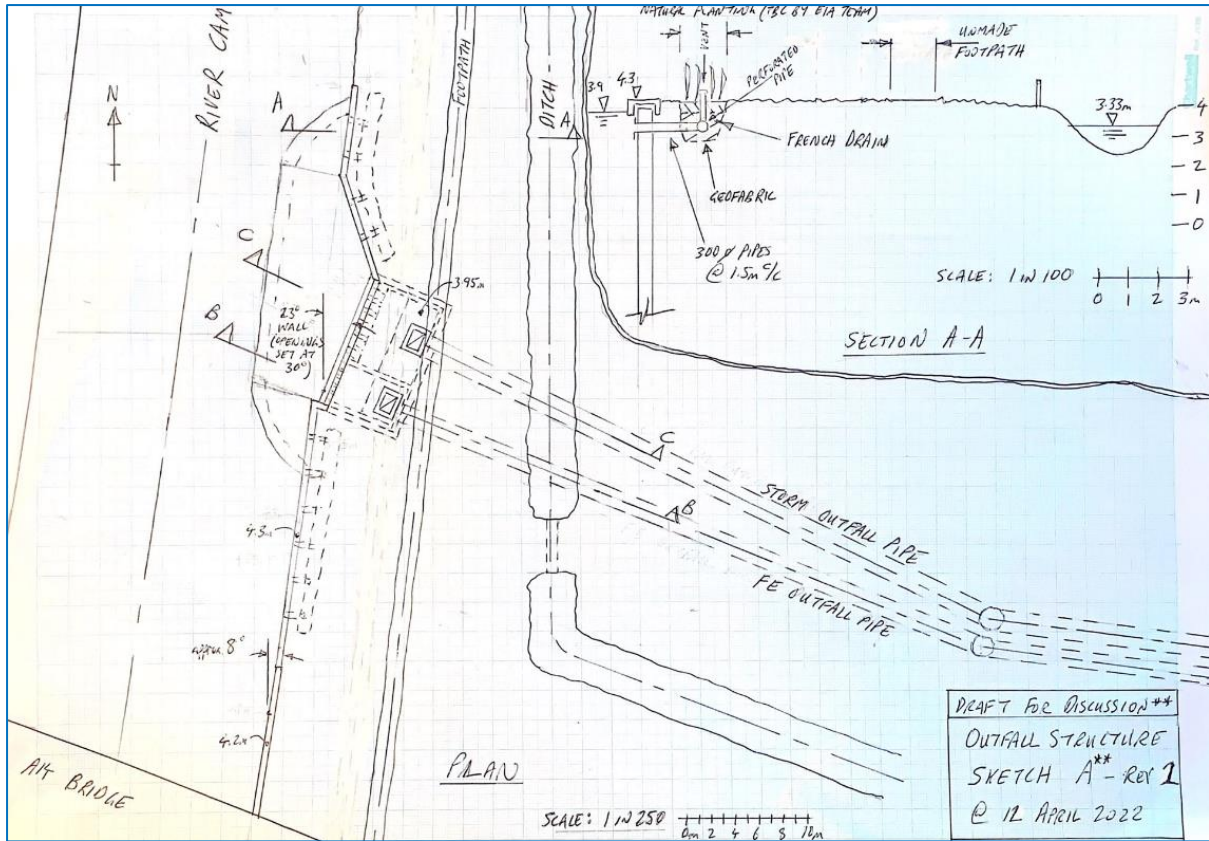 NATURAL PLANTING (TBC BY EIA TEAM)
VENT
PERFORATED
PIPE
UNMADE
FOOTPATH
3.9
4.3
A
3.33m
4
3
2
1
0
FRENCH DRAIN
GEOFABRIC
300 ø PIPES
@ 1.5m c/c
SCALE: 1 IN 100
0 1 2 3m
SECTION A-A
N
RIVER CAM
A
FOOTPATH
DITCH
C
B
23°
WALL
(OPENINGS
SET AT
30°)
3.95m
C
B
STORM OUTFALL PIPE
FE OUTFALL PIPE
4.3m
8°
4.2m
A14 BRIDGE
PLAN
SCALE: 1 IN 250
0m 2 4 6 8 10m
DRAFT FOR DISCUSSION**
OUTFALL STRUCTURE
SKETCH A** - REV 1
@ 12 APRIL 2022